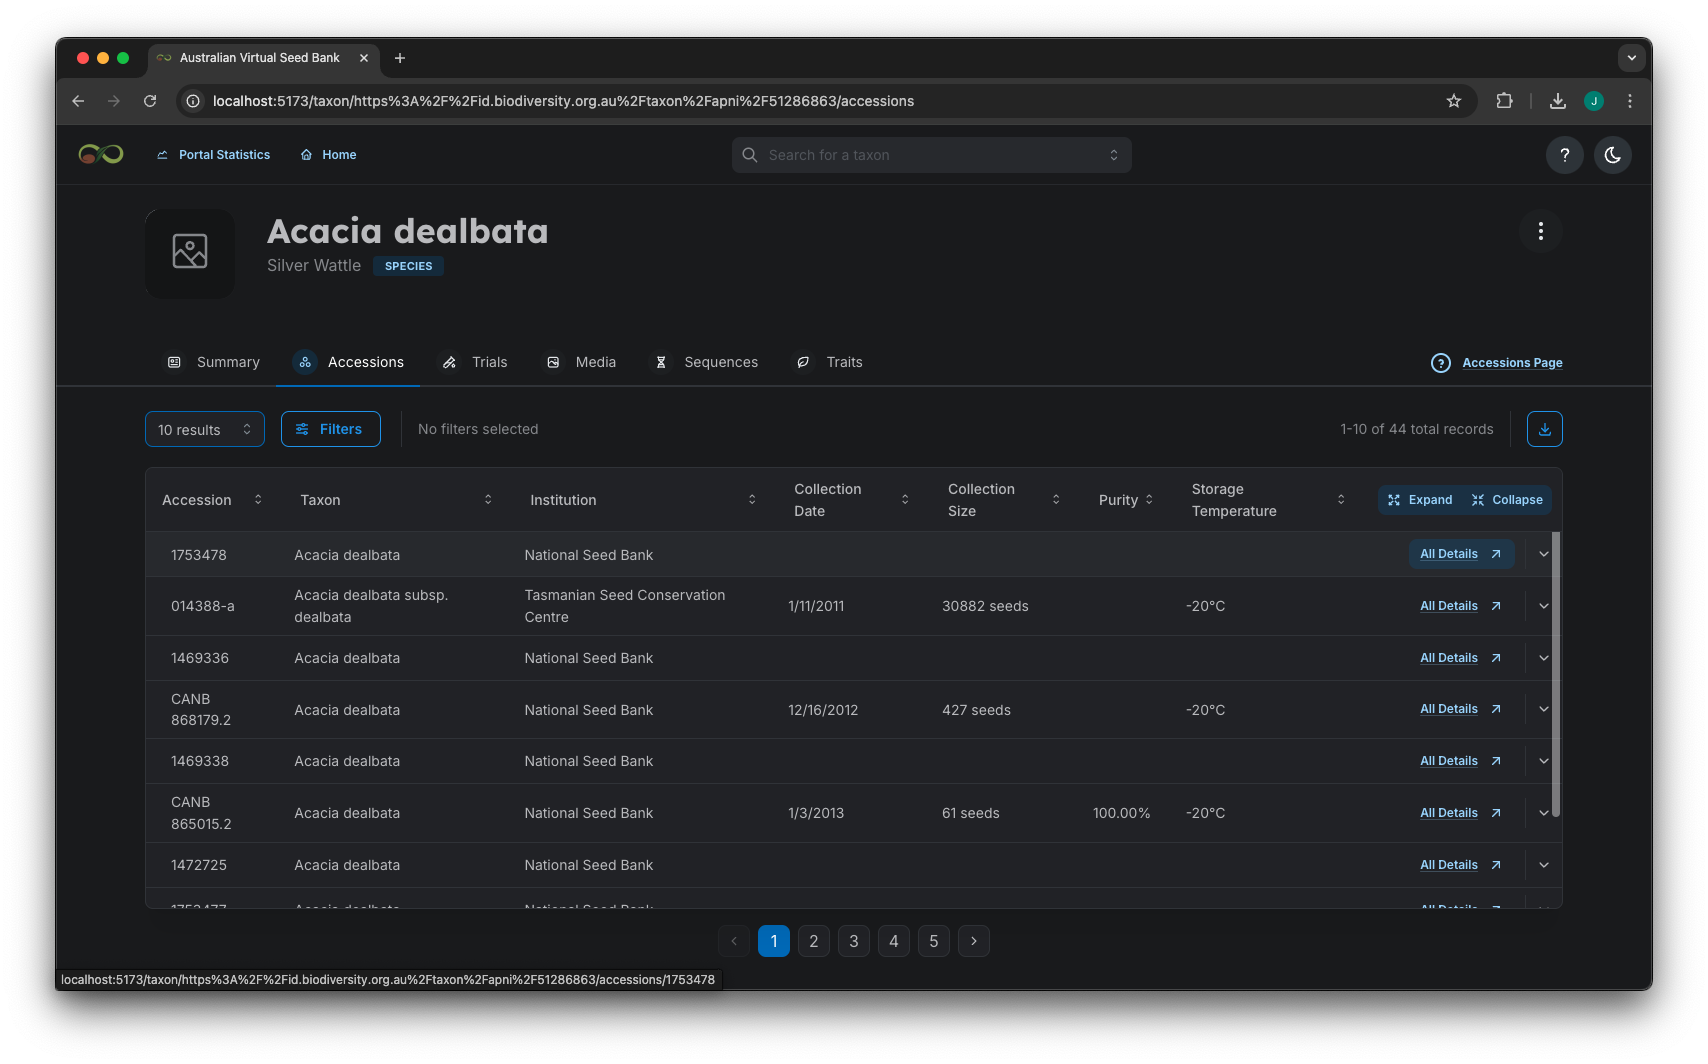 Australian Virtual Seed Bank
localhost:5173/taxon/https%3A%2F%2Fid.biodiversity.org.au%2Ftaxon%2Fapni%2F51286863/accessions
J
Portal Statistics
Home
Search for a taxon
?
Acacia dealbata
Silver Wattle
SPECIES
Summary
Accessions
Trials
Media
Sequences
Traits
? Accessions Page
10 results
Filters
No filters selected
1-10 of 44 total records
Accession
Taxon
Institution
Collection Date
Collection Size
Purity
Storage Temperature
Expand
Collapse
1753478 Acacia dealbata National Seed Bank All Details
014388-a Acacia dealbata subsp. dealbata Tasmanian Seed Conservation Centre 1/11/2011 30882 seeds -20°C All Details
1469336 Acacia dealbata National Seed Bank All Details
CANB 868179.2 Acacia dealbata National Seed Bank 12/16/2012 427 seeds -20°C All Details
1469338 Acacia dealbata National Seed Bank All Details
CANB 865015.2 Acacia dealbata National Seed Bank 1/3/2013 61 seeds 100.00% -20°C All Details
1472725 Acacia dealbata National Seed Bank All Details
1753477 Acacia dealbata National Seed Bank All Details
1 2 3 4 5
localhost:5173/taxon/https%3A%2F%2Fid.biodiversity.org.au%2Ftaxon%2Fapni%2F51286863/accessions/1753478